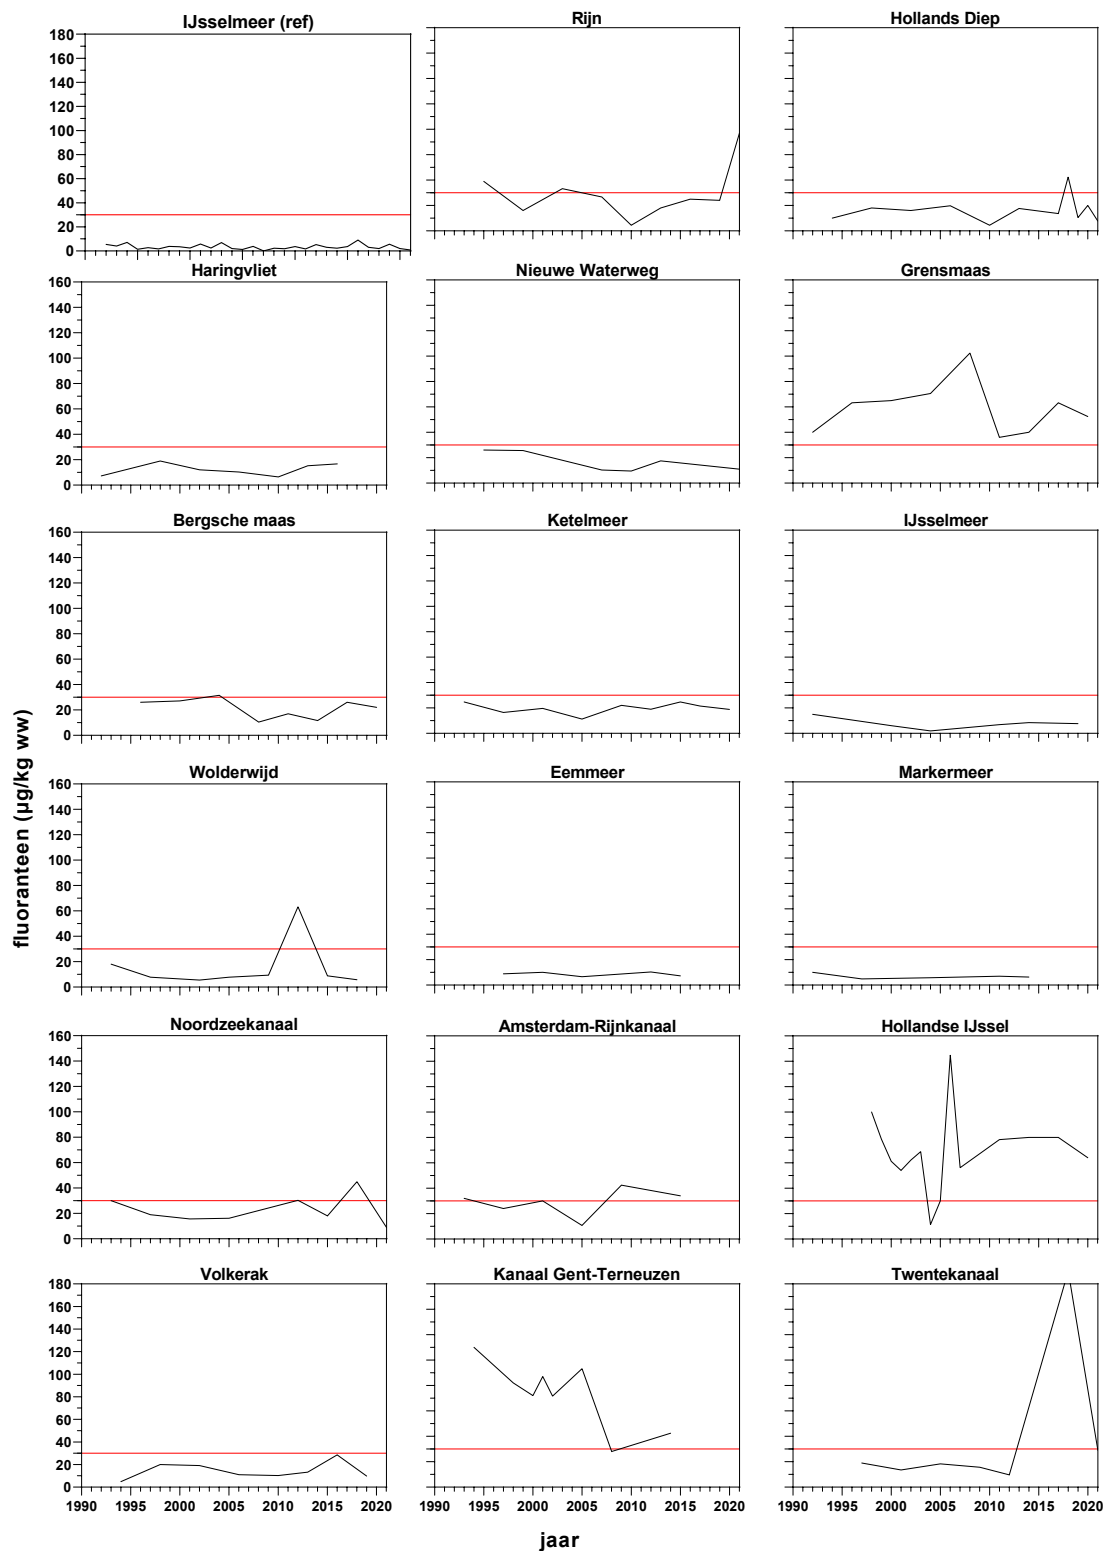 IJsselmeer (ref)
Rijn
Hollands Diep
180
160
140
120
100
80
60
40
20
0
Haringvliet
Nieuwe Waterweg
Grensmaas
160
140
120
100
80
60
40
20
0
Bergsche maas
Ketelmeer
IJsselmeer
160
140
120
100
80
60
40
20
0
fluoranteen (µg/kg ww)
Wolderwijd
Eemmeer
Markermeer
160
140
120
100
80
60
40
20
0
Noordzeekanaal
Amsterdam-Rijnkanaal
Hollandse IJssel
160
140
120
100
80
60
40
20
0
Volkerak
Kanaal Gent-Terneuzen
Twentekanaal
180
160
140
120
100
80
60
40
20
0
1990 1995 2000 2005 2010 2015 2020
1990 1995 2000 2005 2010 2015 2020
1990 1995 2000 2005 2010 2015 2020
jaar